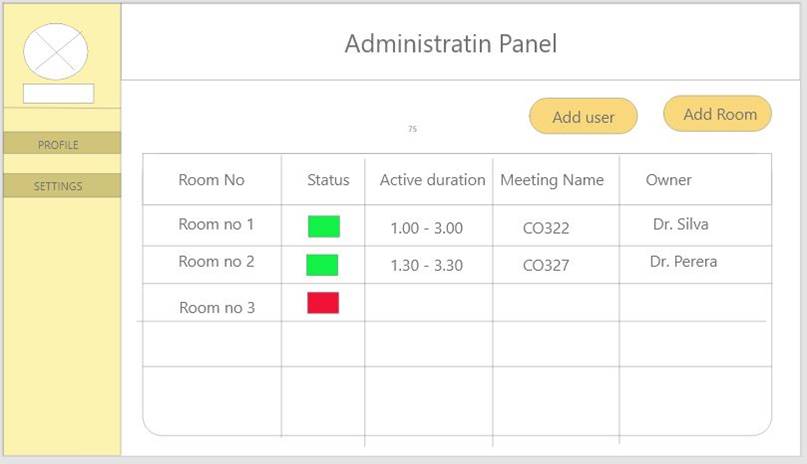 Administratin Panel
Add user
Add Room
PROFILE
75
SETTINGS
Room No Status Active duration Meeting Name Owner
Room no 1 1.00 - 3.00 CO322 Dr. Silva
Room no 2 1.30 - 3.30 CO327 Dr. Perera
Room no 3